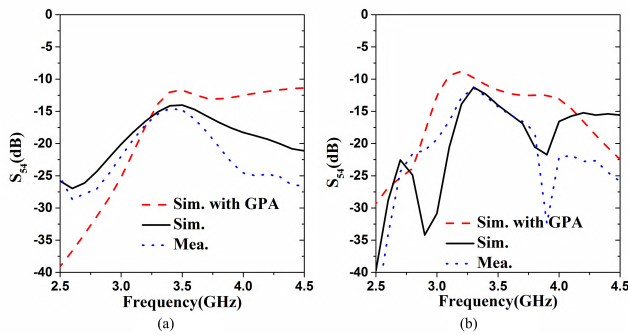 0
-5
-10
-15
-20
-25
-30
-35
-40
S54(dB)
Sim. with GPA
Sim.
Mea.
2.5 3.0 3.5 4.0 4.5
Frequency(GHz)
(a)
0
-5
-10
-15
-20
-25
-30
-35
-40
S54(dB)
Sim. with GPA
Sim.
Mea.
2.5 3.0 3.5 4.0 4.5
Frequency(GHz)
(b)